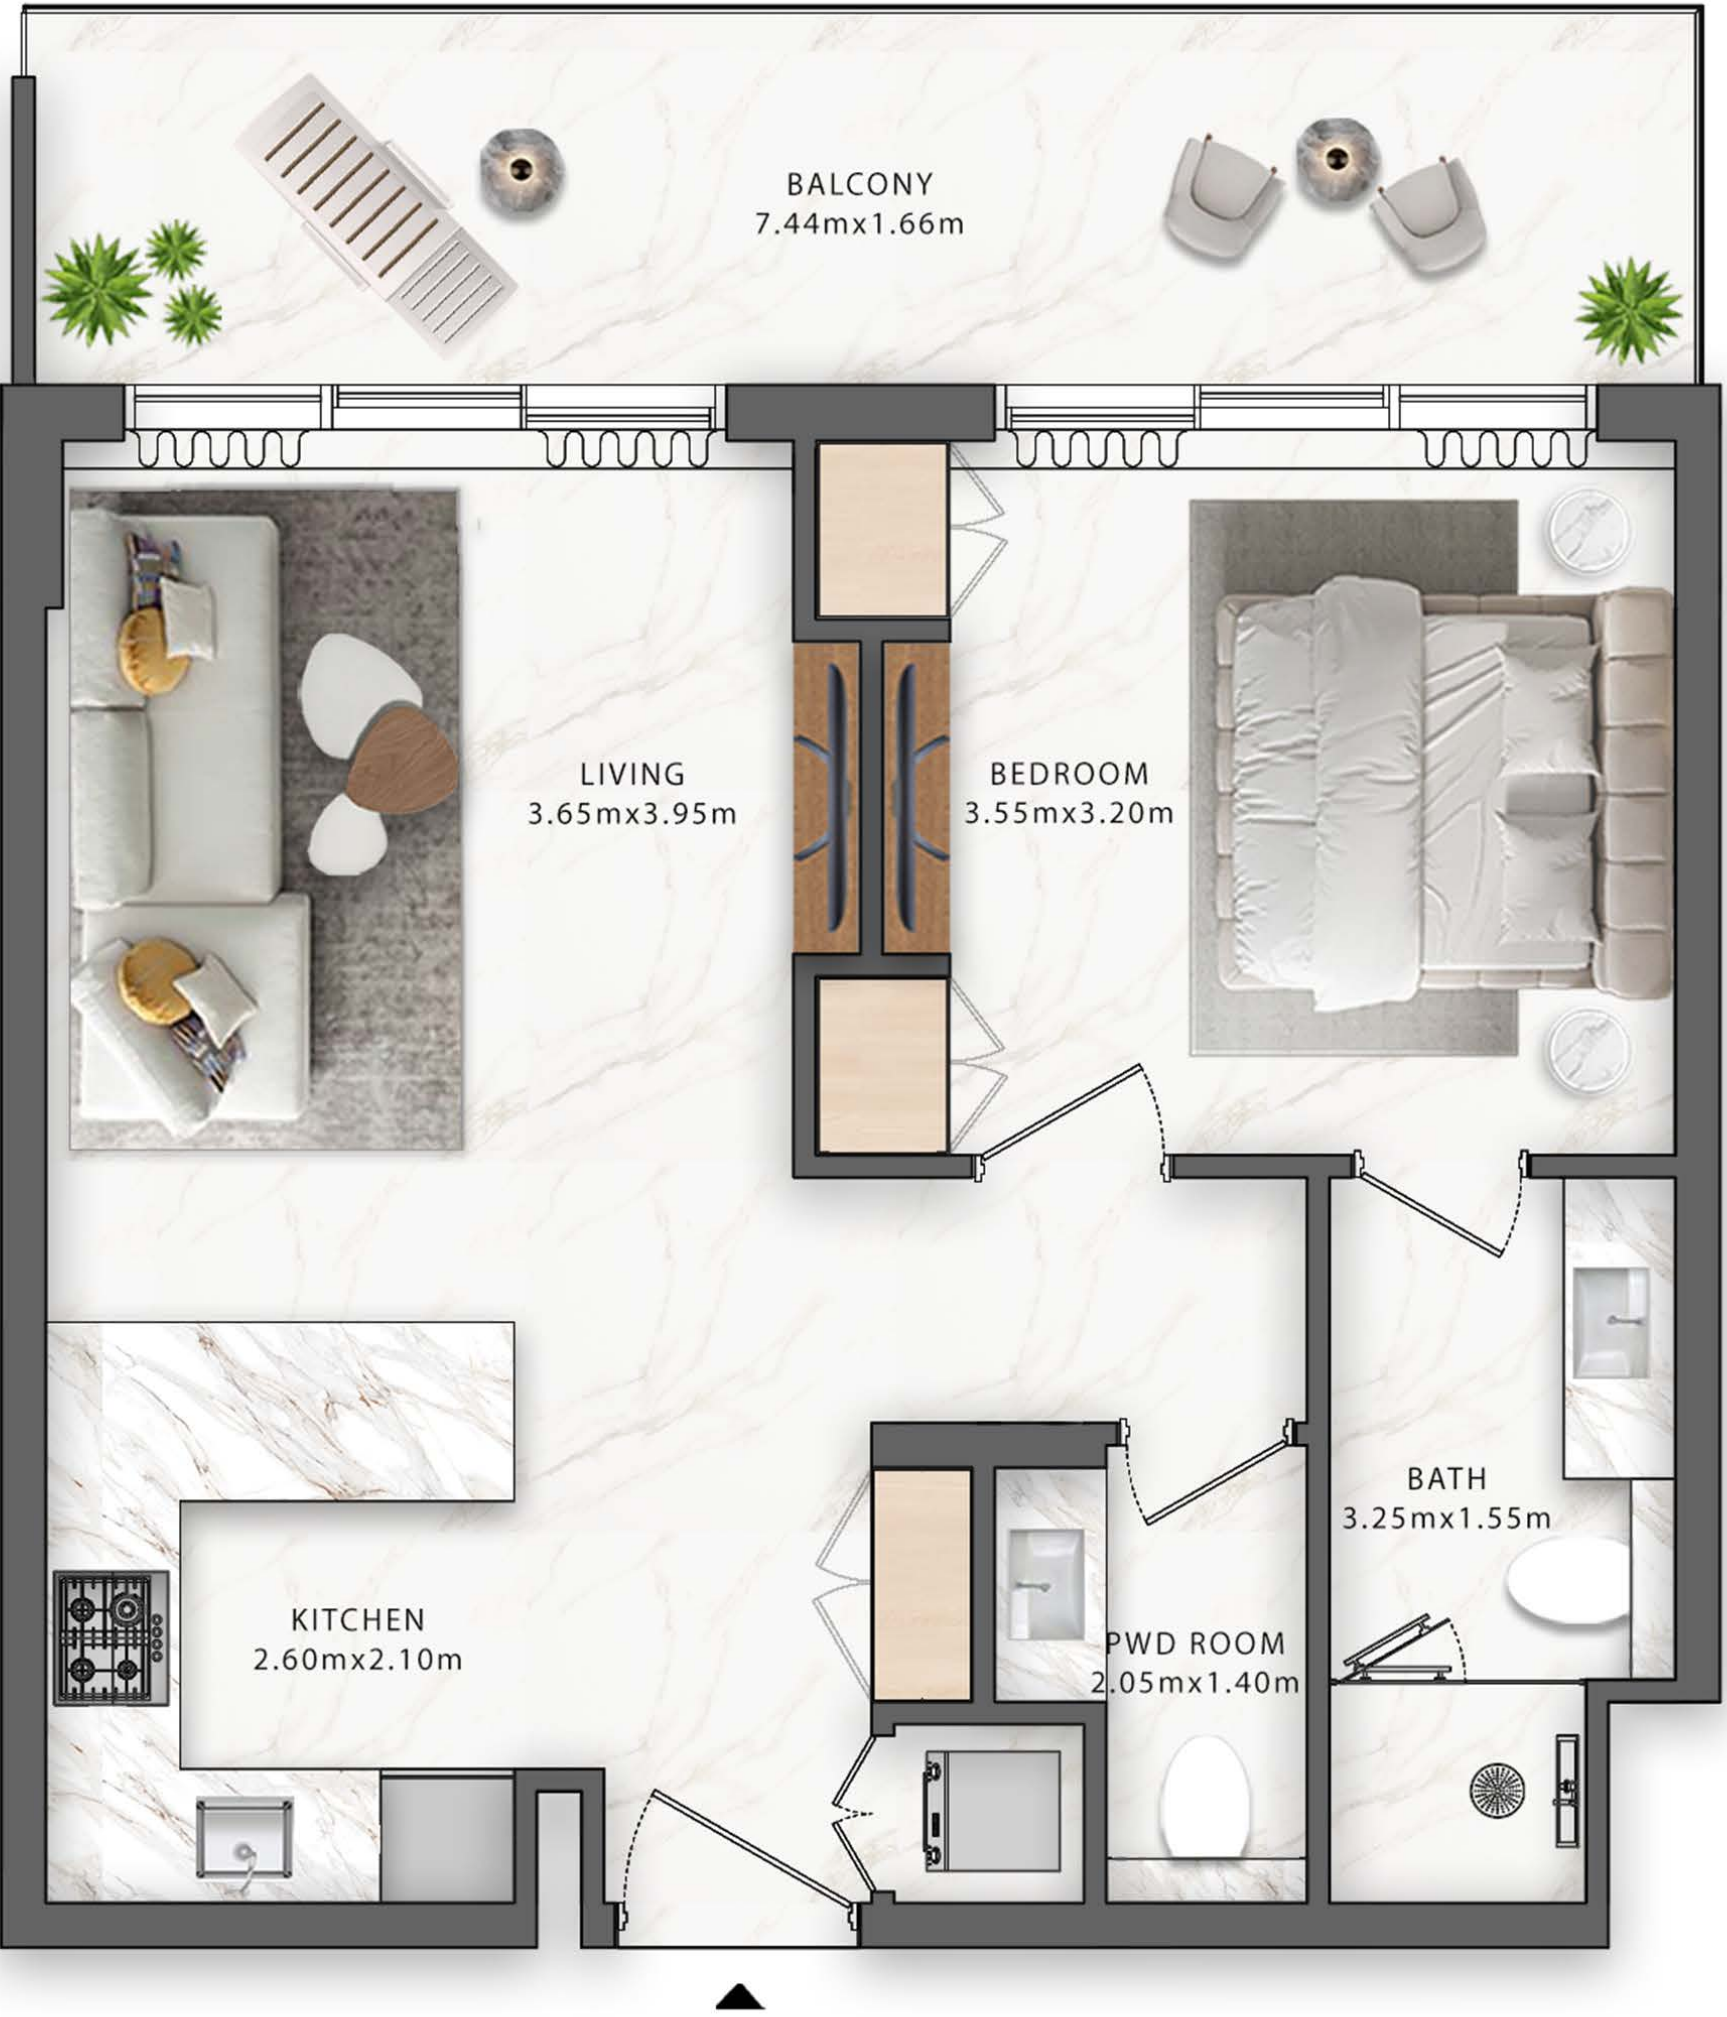 BALCONY
7.44mx1.66m
LIVING
3.65mx3.95m
BEDROOM
3.55mx3.20m
BATH
3.25mx1.55m
KITCHEN
2.60mx2.10m
PWD ROOM
2.05mx1.40m